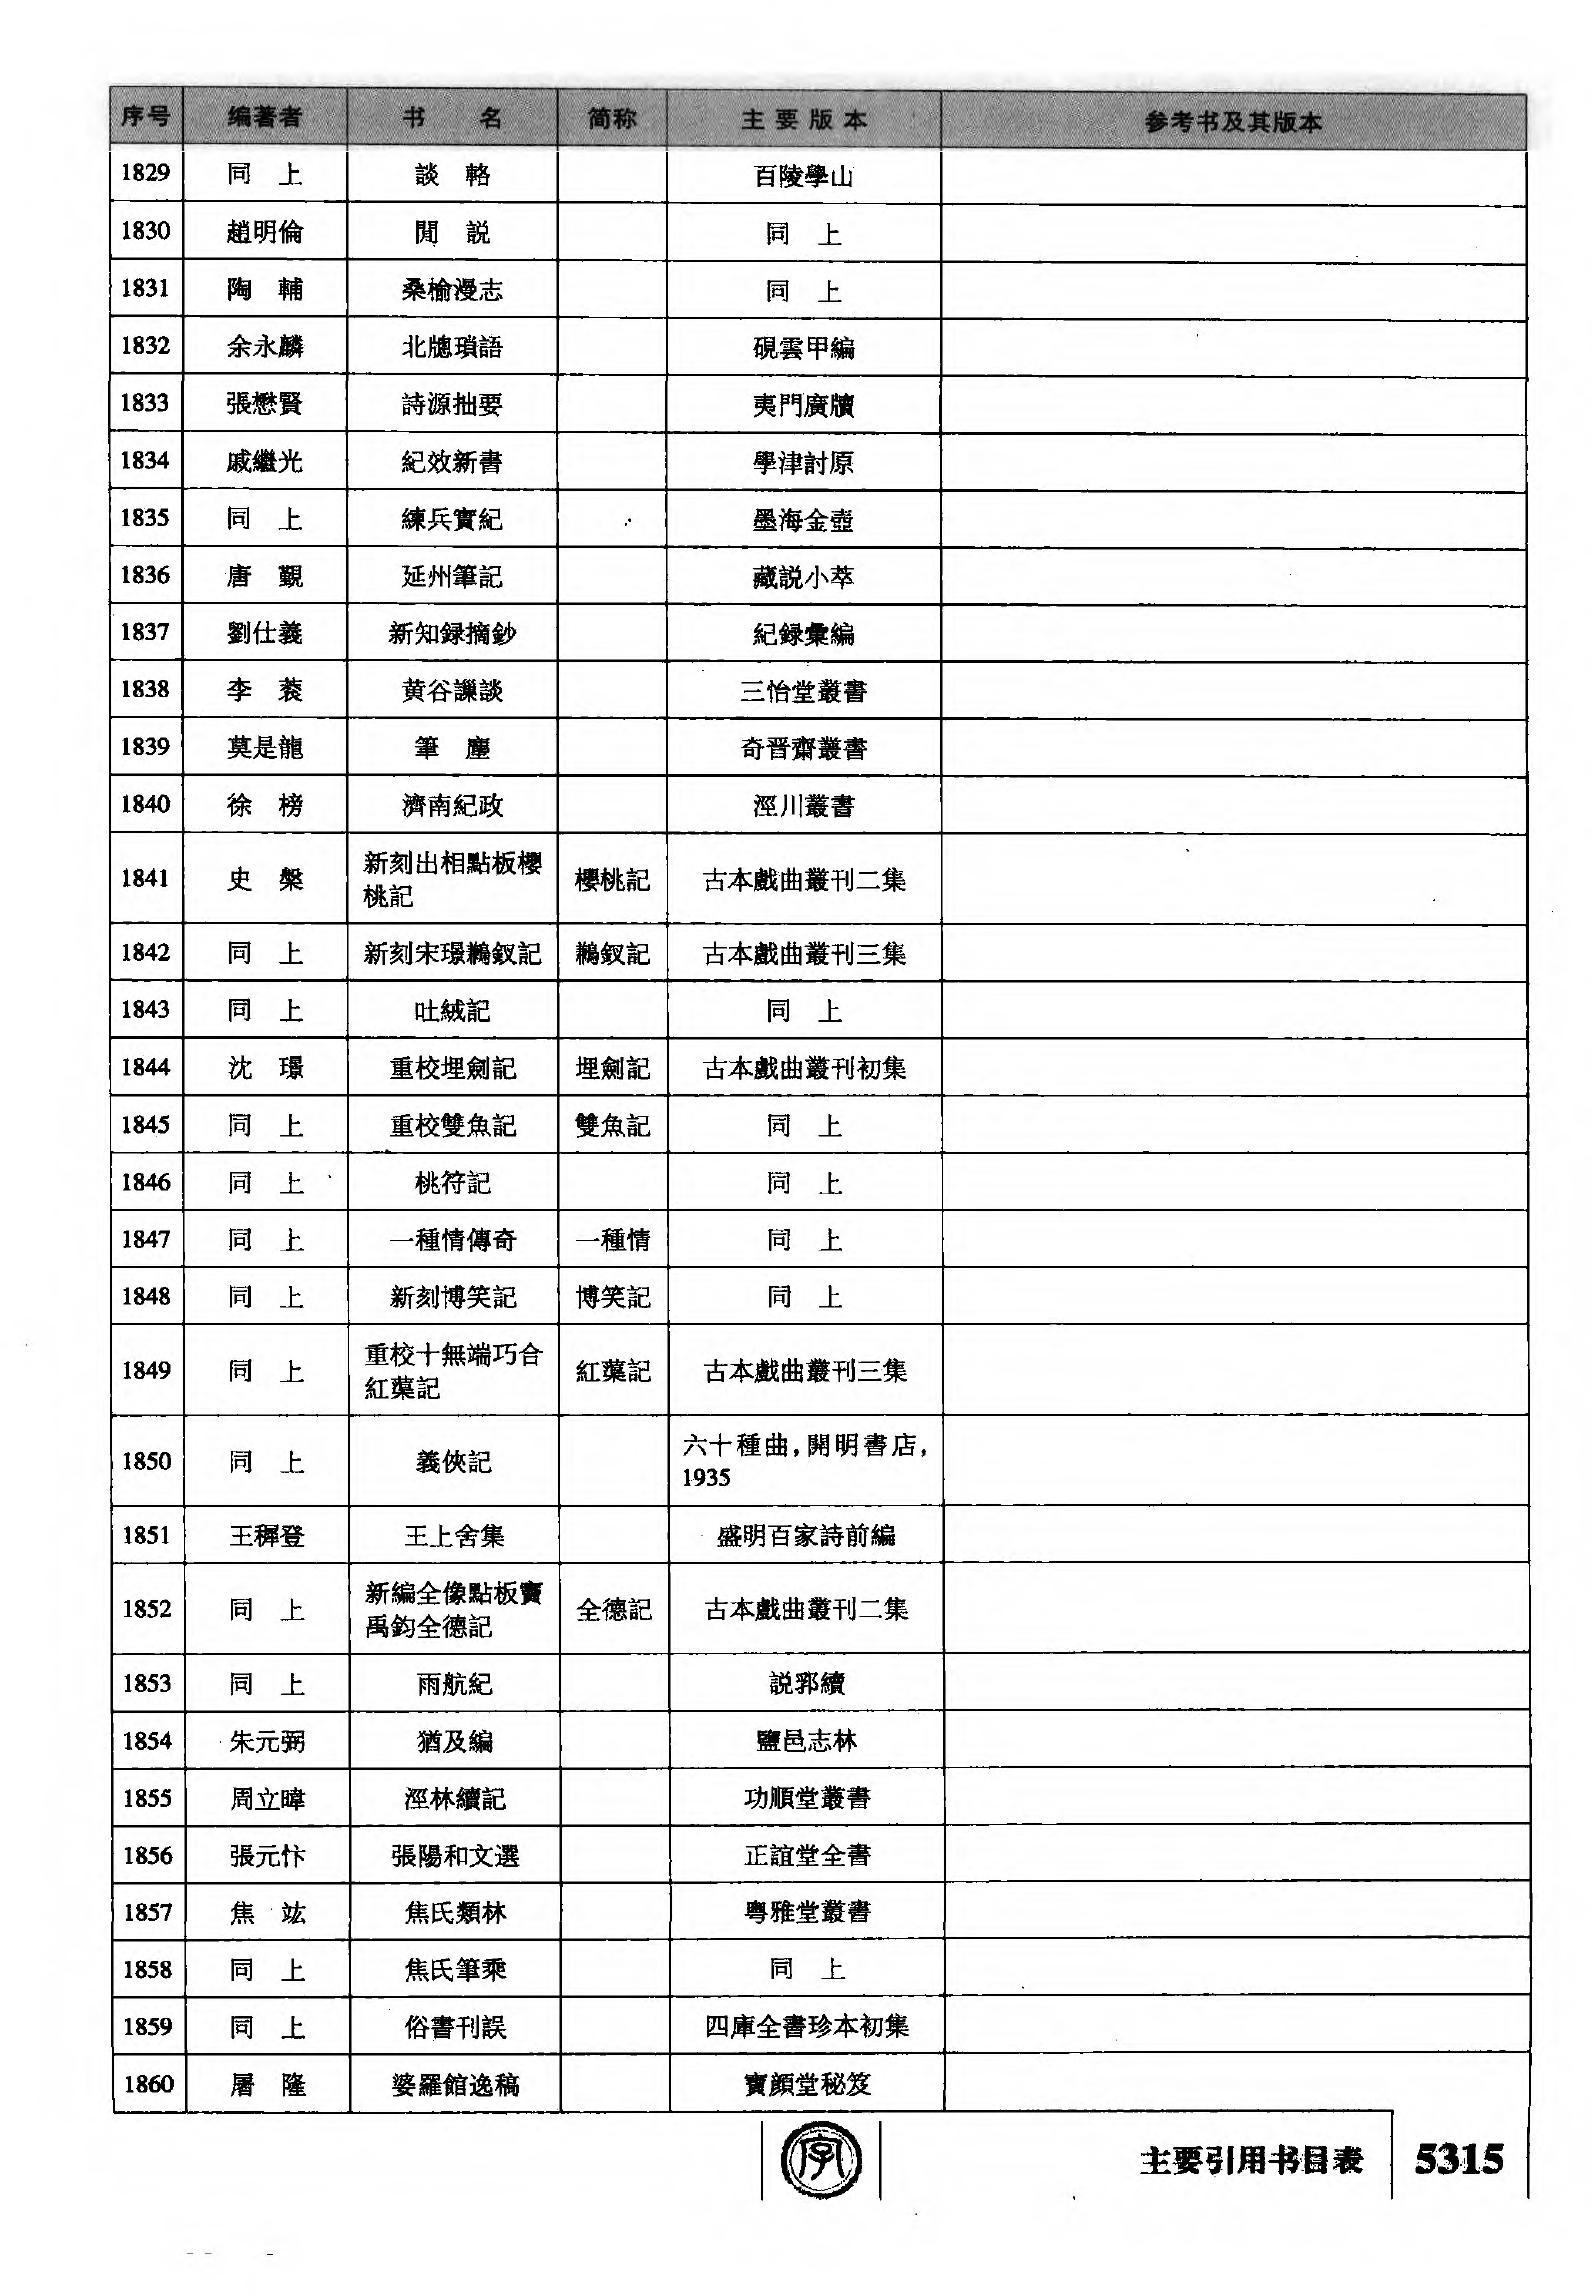 序号 编著者 书 名 简称 主要版本 参考书及其版本
1829 同 上 談 輅 百陵學山
1830 趙明倫 閒 説 同 上
1831 陶 輔 桑榆漫志 同 上
1832 余永麟 北牕瑣語 硯雲甲編
1833 張懋賢 詩源拙要 夷門廣牘
1834 戚繼光 紀效新書 學津討原
1835 同 上 練兵實紀 墨海金壺
1836 唐 覲 延州筆記 藏説小萃
1837 劉仕義 新知録摘鈔 紀録彙編
1838 李 蓘 黄谷讕談 三怡堂叢書
1839 莫是龍 筆 麈 奇晋齋叢書
1840 徐 榜 濟南紀政 涇川叢書
1841 史 槃 新刻出相點板櫻
桃記 櫻桃記 古本戲曲叢刊二集
1842 同 上 新刻宋璟鶼釵記 鶼釵記 古本戲曲叢刊三集
1843 同 上 吐絨記 同 上
1844 沈 璟 重校埋劍記 埋劍記 古本戲曲叢刊初集
1845 同 上 重校雙魚記 雙魚記 同 上
1846 同 上 桃符記 同 上
1847 同 上 一種情傳奇 一種情 同 上
1848 同 上 新刻博笑記 博笑記 同 上
1849 同 上 重校十無端巧合
紅蕖記 紅蕖記 古本戲曲叢刊三集
1850 同 上 義俠記 六十種曲,開明書店,
1935
1851 王穉登 王上舍集 盛明百家詩前編
1852 同 上 新編全像點板竇
禹鈞全德記 全德記 古本戲曲叢刊二集
1853 同 上 雨航紀 説郛續
1854 朱元弼 猶及編 鹽邑志林
1855 周立暐 涇林續記 功順堂叢書
1856 張元忭 張陽和文選 正誼堂全書
1857 焦 竑 焦氏類林 粤雅堂叢書
1858 同 上 焦氏筆乘 同 上
1859 同 上 俗書刊誤 四庫全書珍本初集
1860 屠 隆 婆羅館逸稿 寶顔堂秘笈
字
主要引用书目表 5315